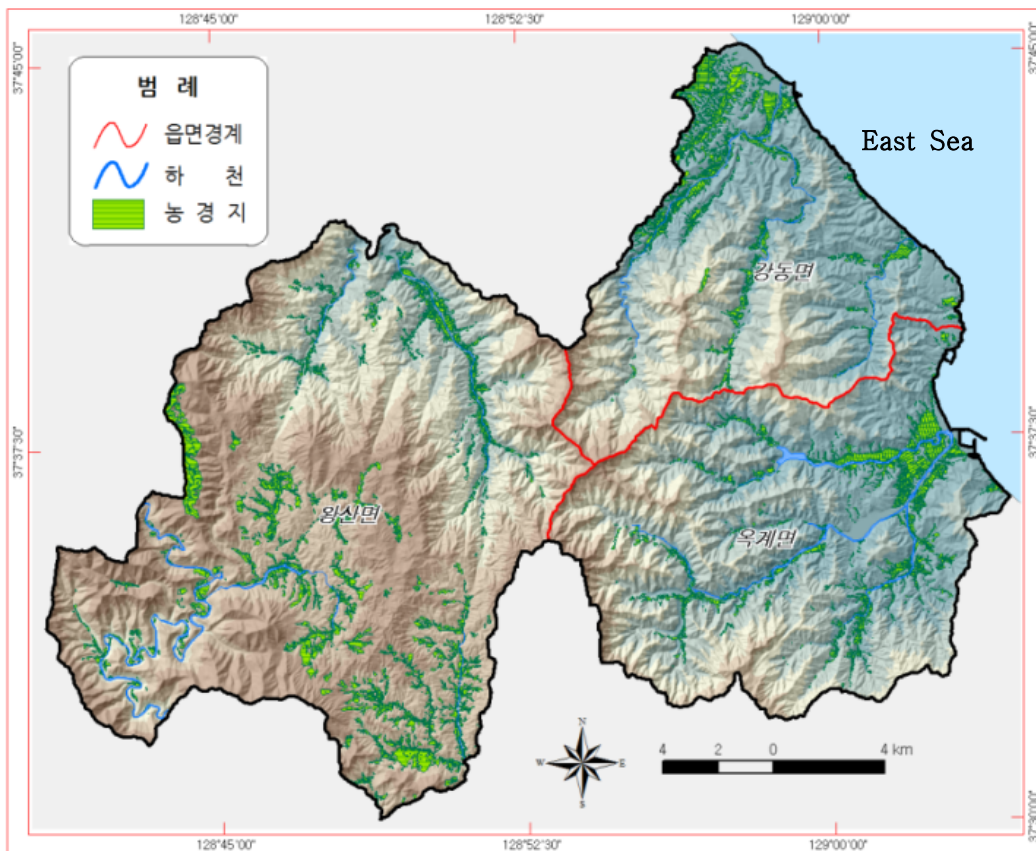 128°45'00"
128°52'30"
129°00'00"
37°45'00"
37°45'00"
범 례
읍면경계
하 천
농 경 지
East Sea
강동면
37°37'30"
37°37'30"
왕산면
옥계면
N
W E
S
4 2 0 4 km
37°30'00"
128°45'00"
128°52'30"
129°00'00"